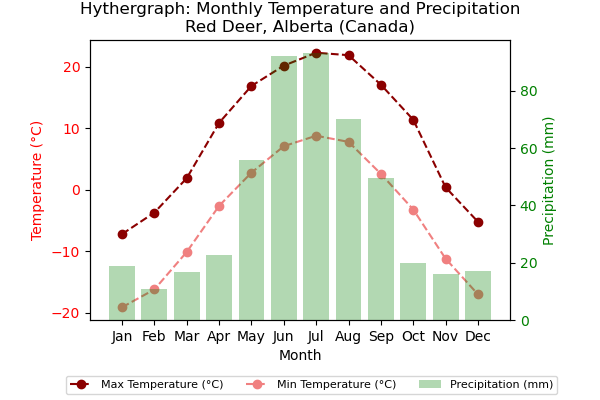 Hythergraph: Monthly Temperature and Precipitation
Red Deer, Alberta (Canada)
Temperature (°C)
20
10
0
−10
−20
80
60
40
20
0
Precipitation (mm)
Jan Feb Mar Apr May Jun Jul Aug Sep Oct Nov Dec
Month
Max Temperature (°C) Min Temperature (°C) Precipitation (mm)